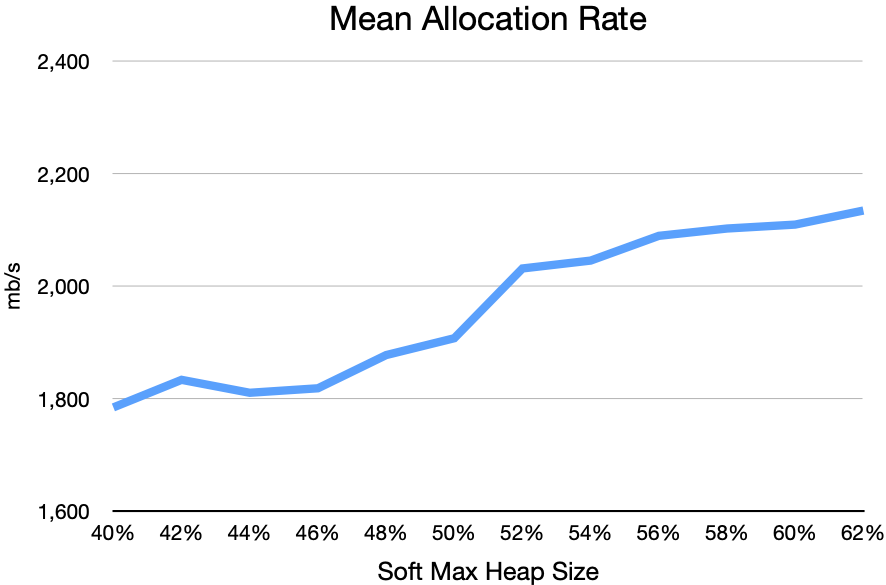 Mean Allocation Rate
2,400
2,200
2,000
1,800
1,600
mb/s
40% 42% 44% 46% 48% 50% 52% 54% 56% 58% 60% 62%
Soft Max Heap Size